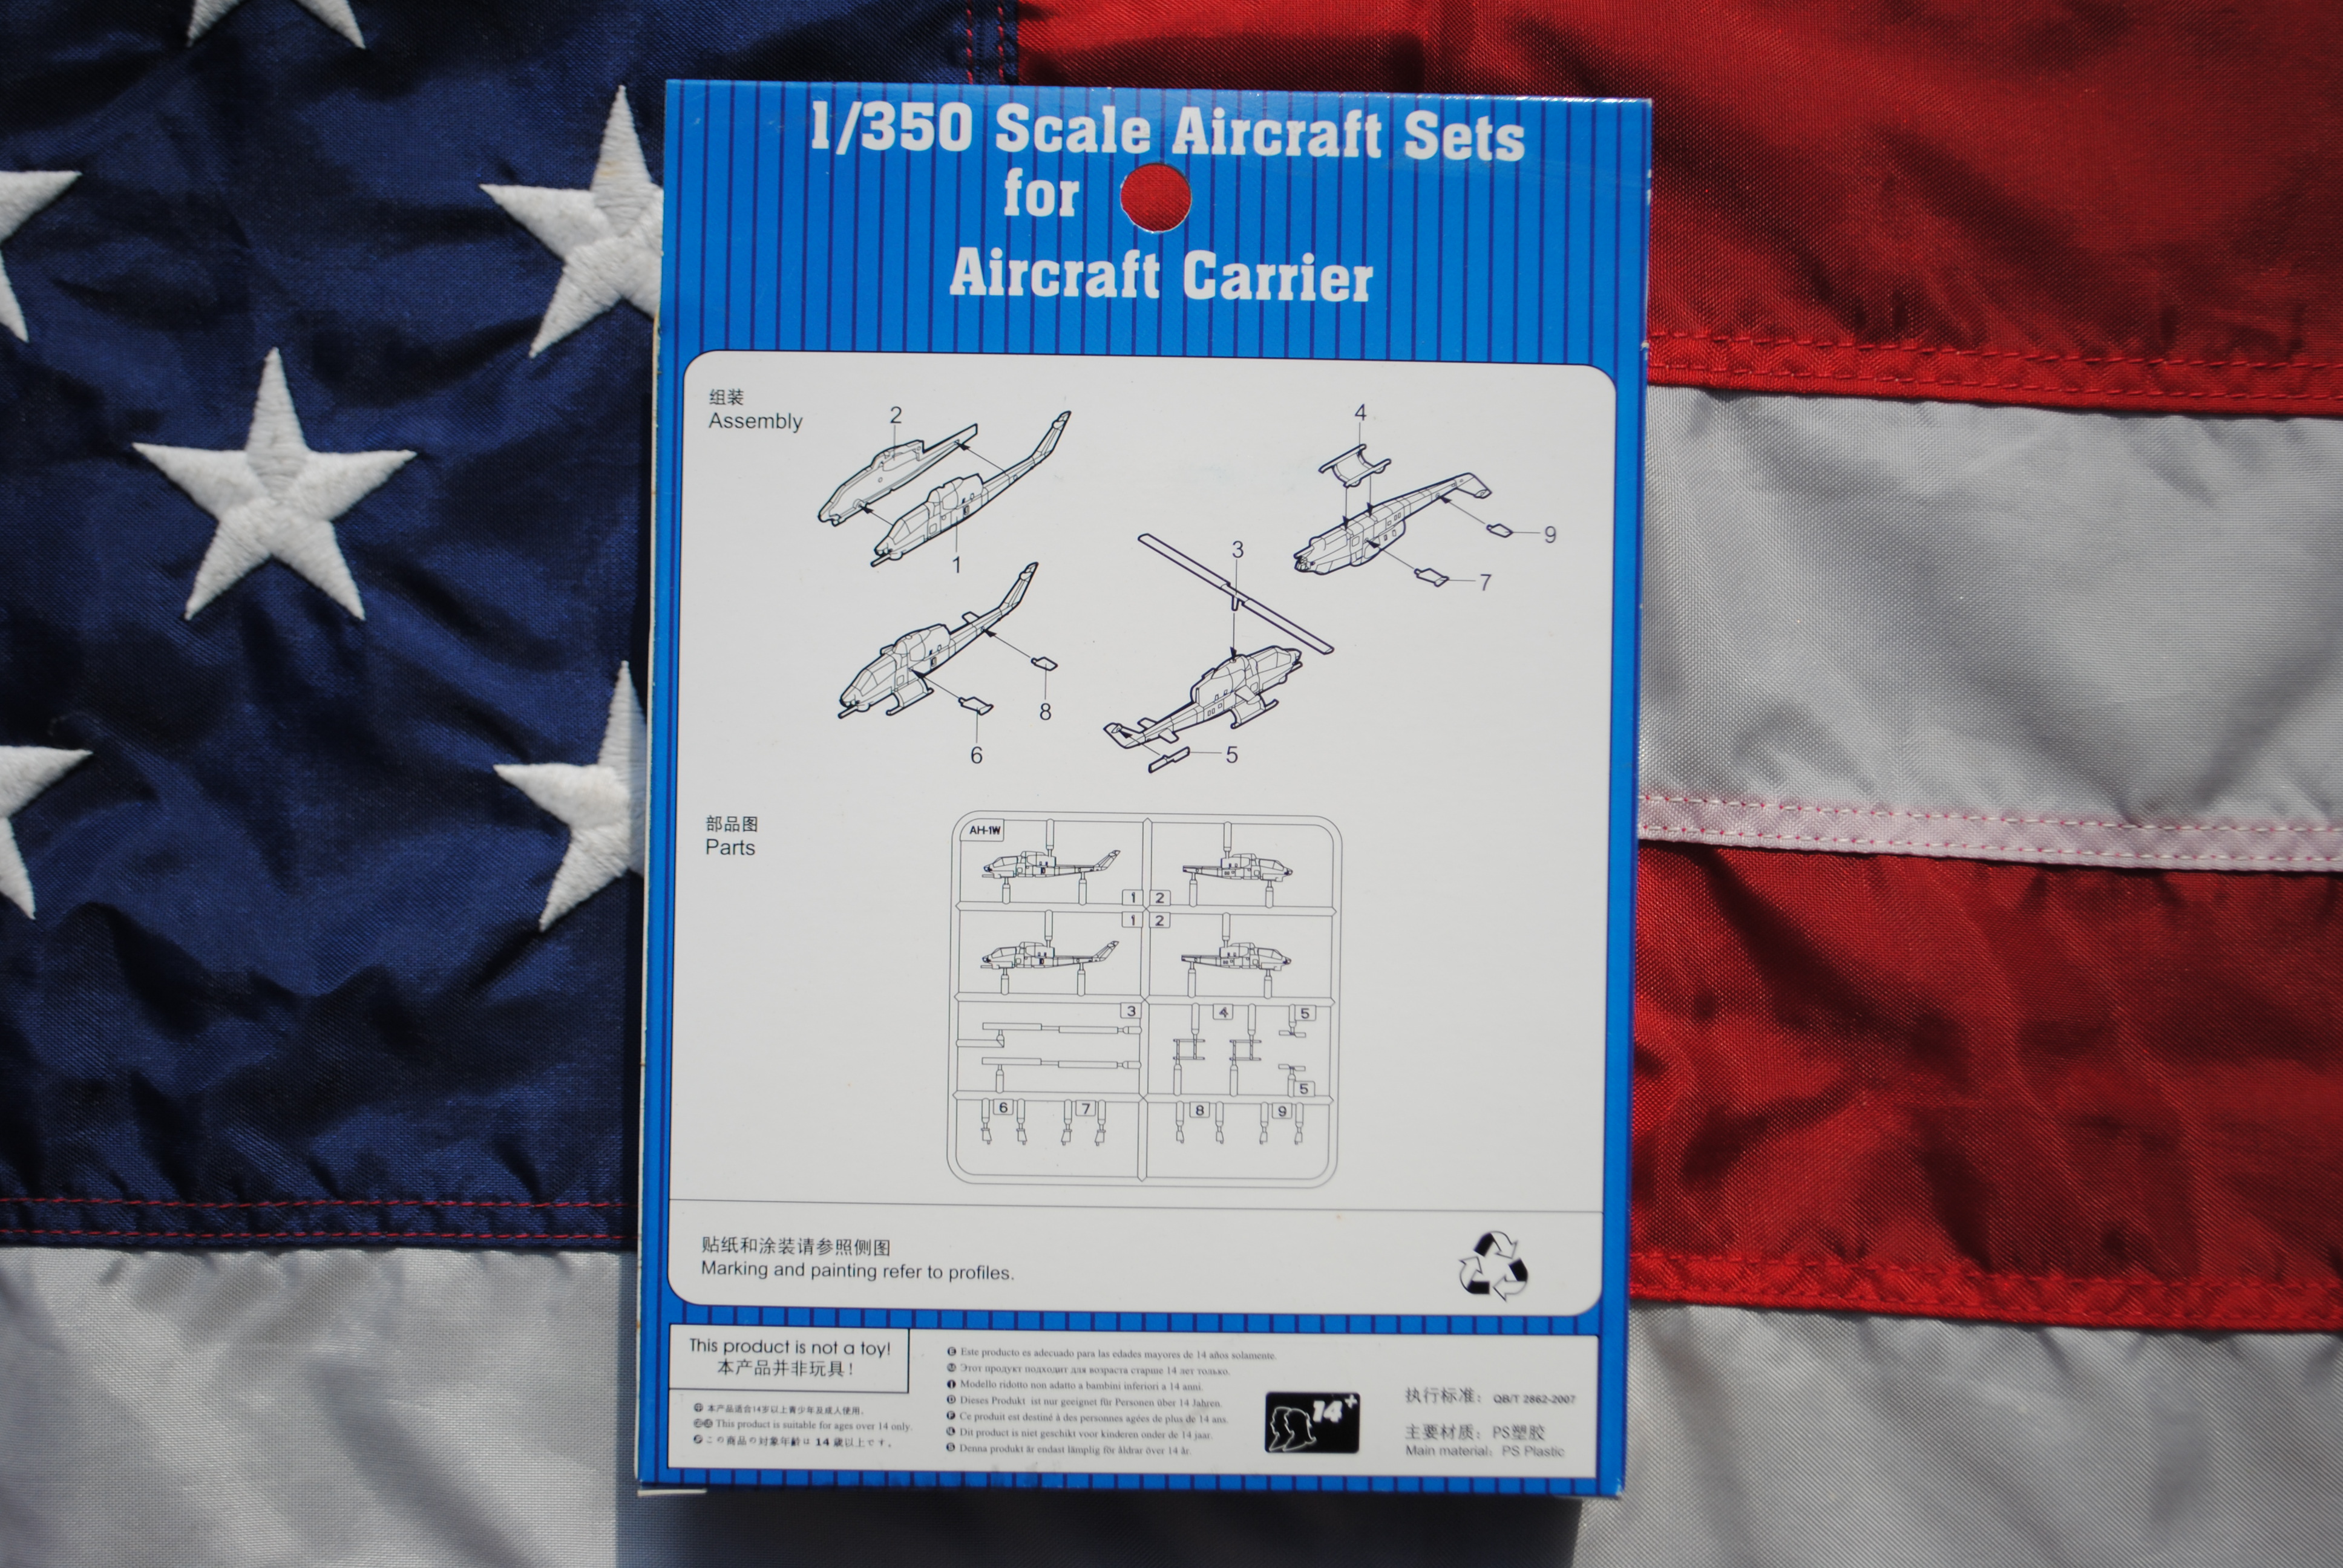 1/350 Scale Aircraft Sets
for
Aircraft Carrier
组装
Assembly
2
1
4
9
7
3
8
6
5
部品图
Parts
AH-1W
1 2
1 2
3 4 5
5
6 7 8 9
贴纸和涂装请参照侧图
Marking and painting refer to profiles.
This product is not a toy!
本产品并非玩具!
本产品适合14岁以上青少年及成人使用.
This product is suitable for ages over 14 only.
この商品の対象年齢は 14 歳以上です.
Este producto es adecuado para las edades mayores de 14 años solamente.
Этот продукт подходит для возраста старше 14 лет только.
Modello ridotto non adatto a bambini inferiori a 14 anni.
Dieses Produkt ist nur geeignet für Personen über 14 Jahren.
Ce produit est destiné à des personnes agées de plus de 14 ans.
Dit product is niet geschikt voor kinderen onder de 14 jaar.
Denna produkt är endast lämplig för åldrar över 14 år.
14+
执行标准: QB/T 2862-2007
主要材质: PS塑胶
Main material: PS Plastic